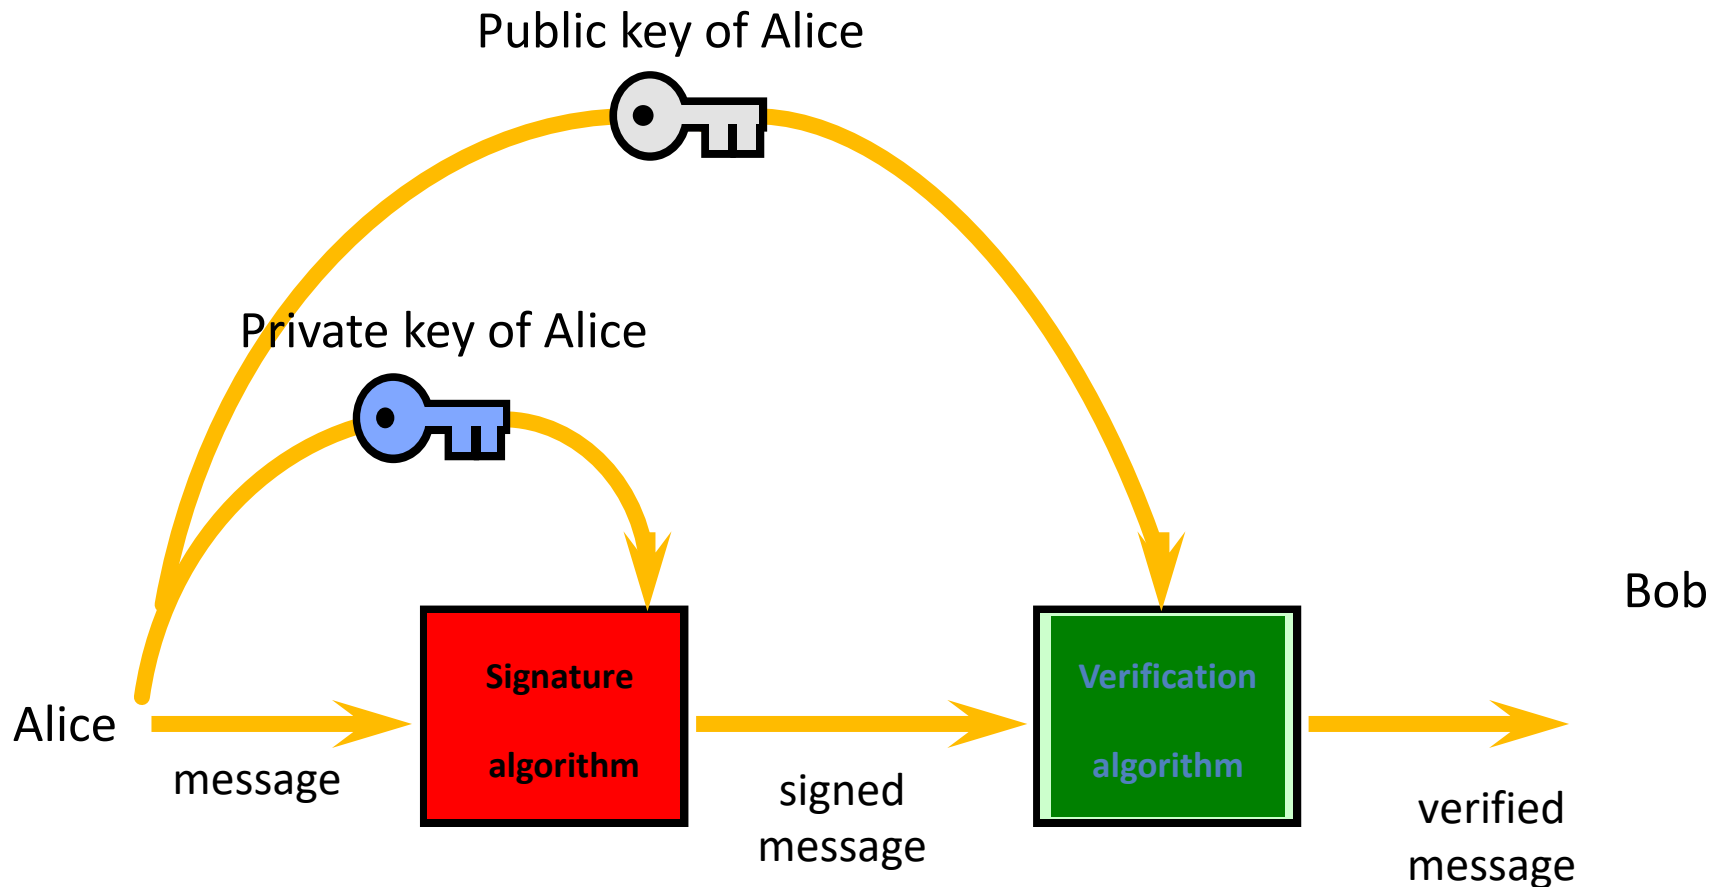 Public key of Alice
Private key of Alice
Bob
Signature
algorithm
Verification
algorithm
Alice
message
signed
message
verified
message